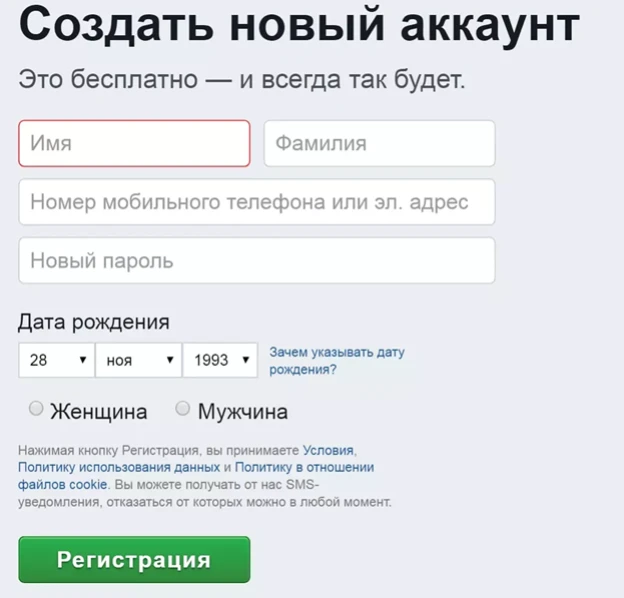 Создать новый аккаунт
Это бесплатно — и всегда так будет.
Имя Фамилия
Номер мобильного телефона или эл. адрес
Новый пароль
Дата рождения
28 ноя 1993 Зачем указывать дату
рождения?
Женщина Мужчина
Нажимая кнопку Регистрация, вы принимаете Условия,
Политику использования данных и Политику в отношении
файлов cookie. Вы можете получать от нас SMS-
уведомления, отказаться от которых можно в любой момент.
Регистрация